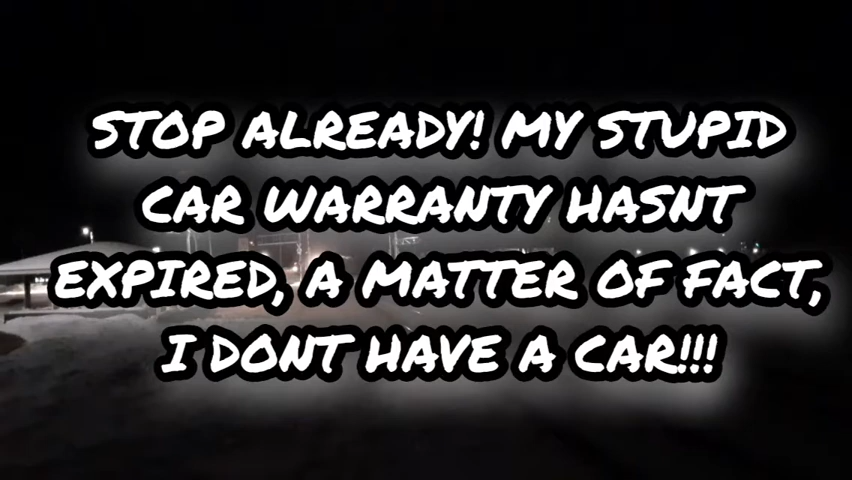 STOP ALREADY! MY STUPID
CAR WARRANTY HASNT
EXPIRED, A MATTER OF FACT,
I DONT HAVE A CAR!!!